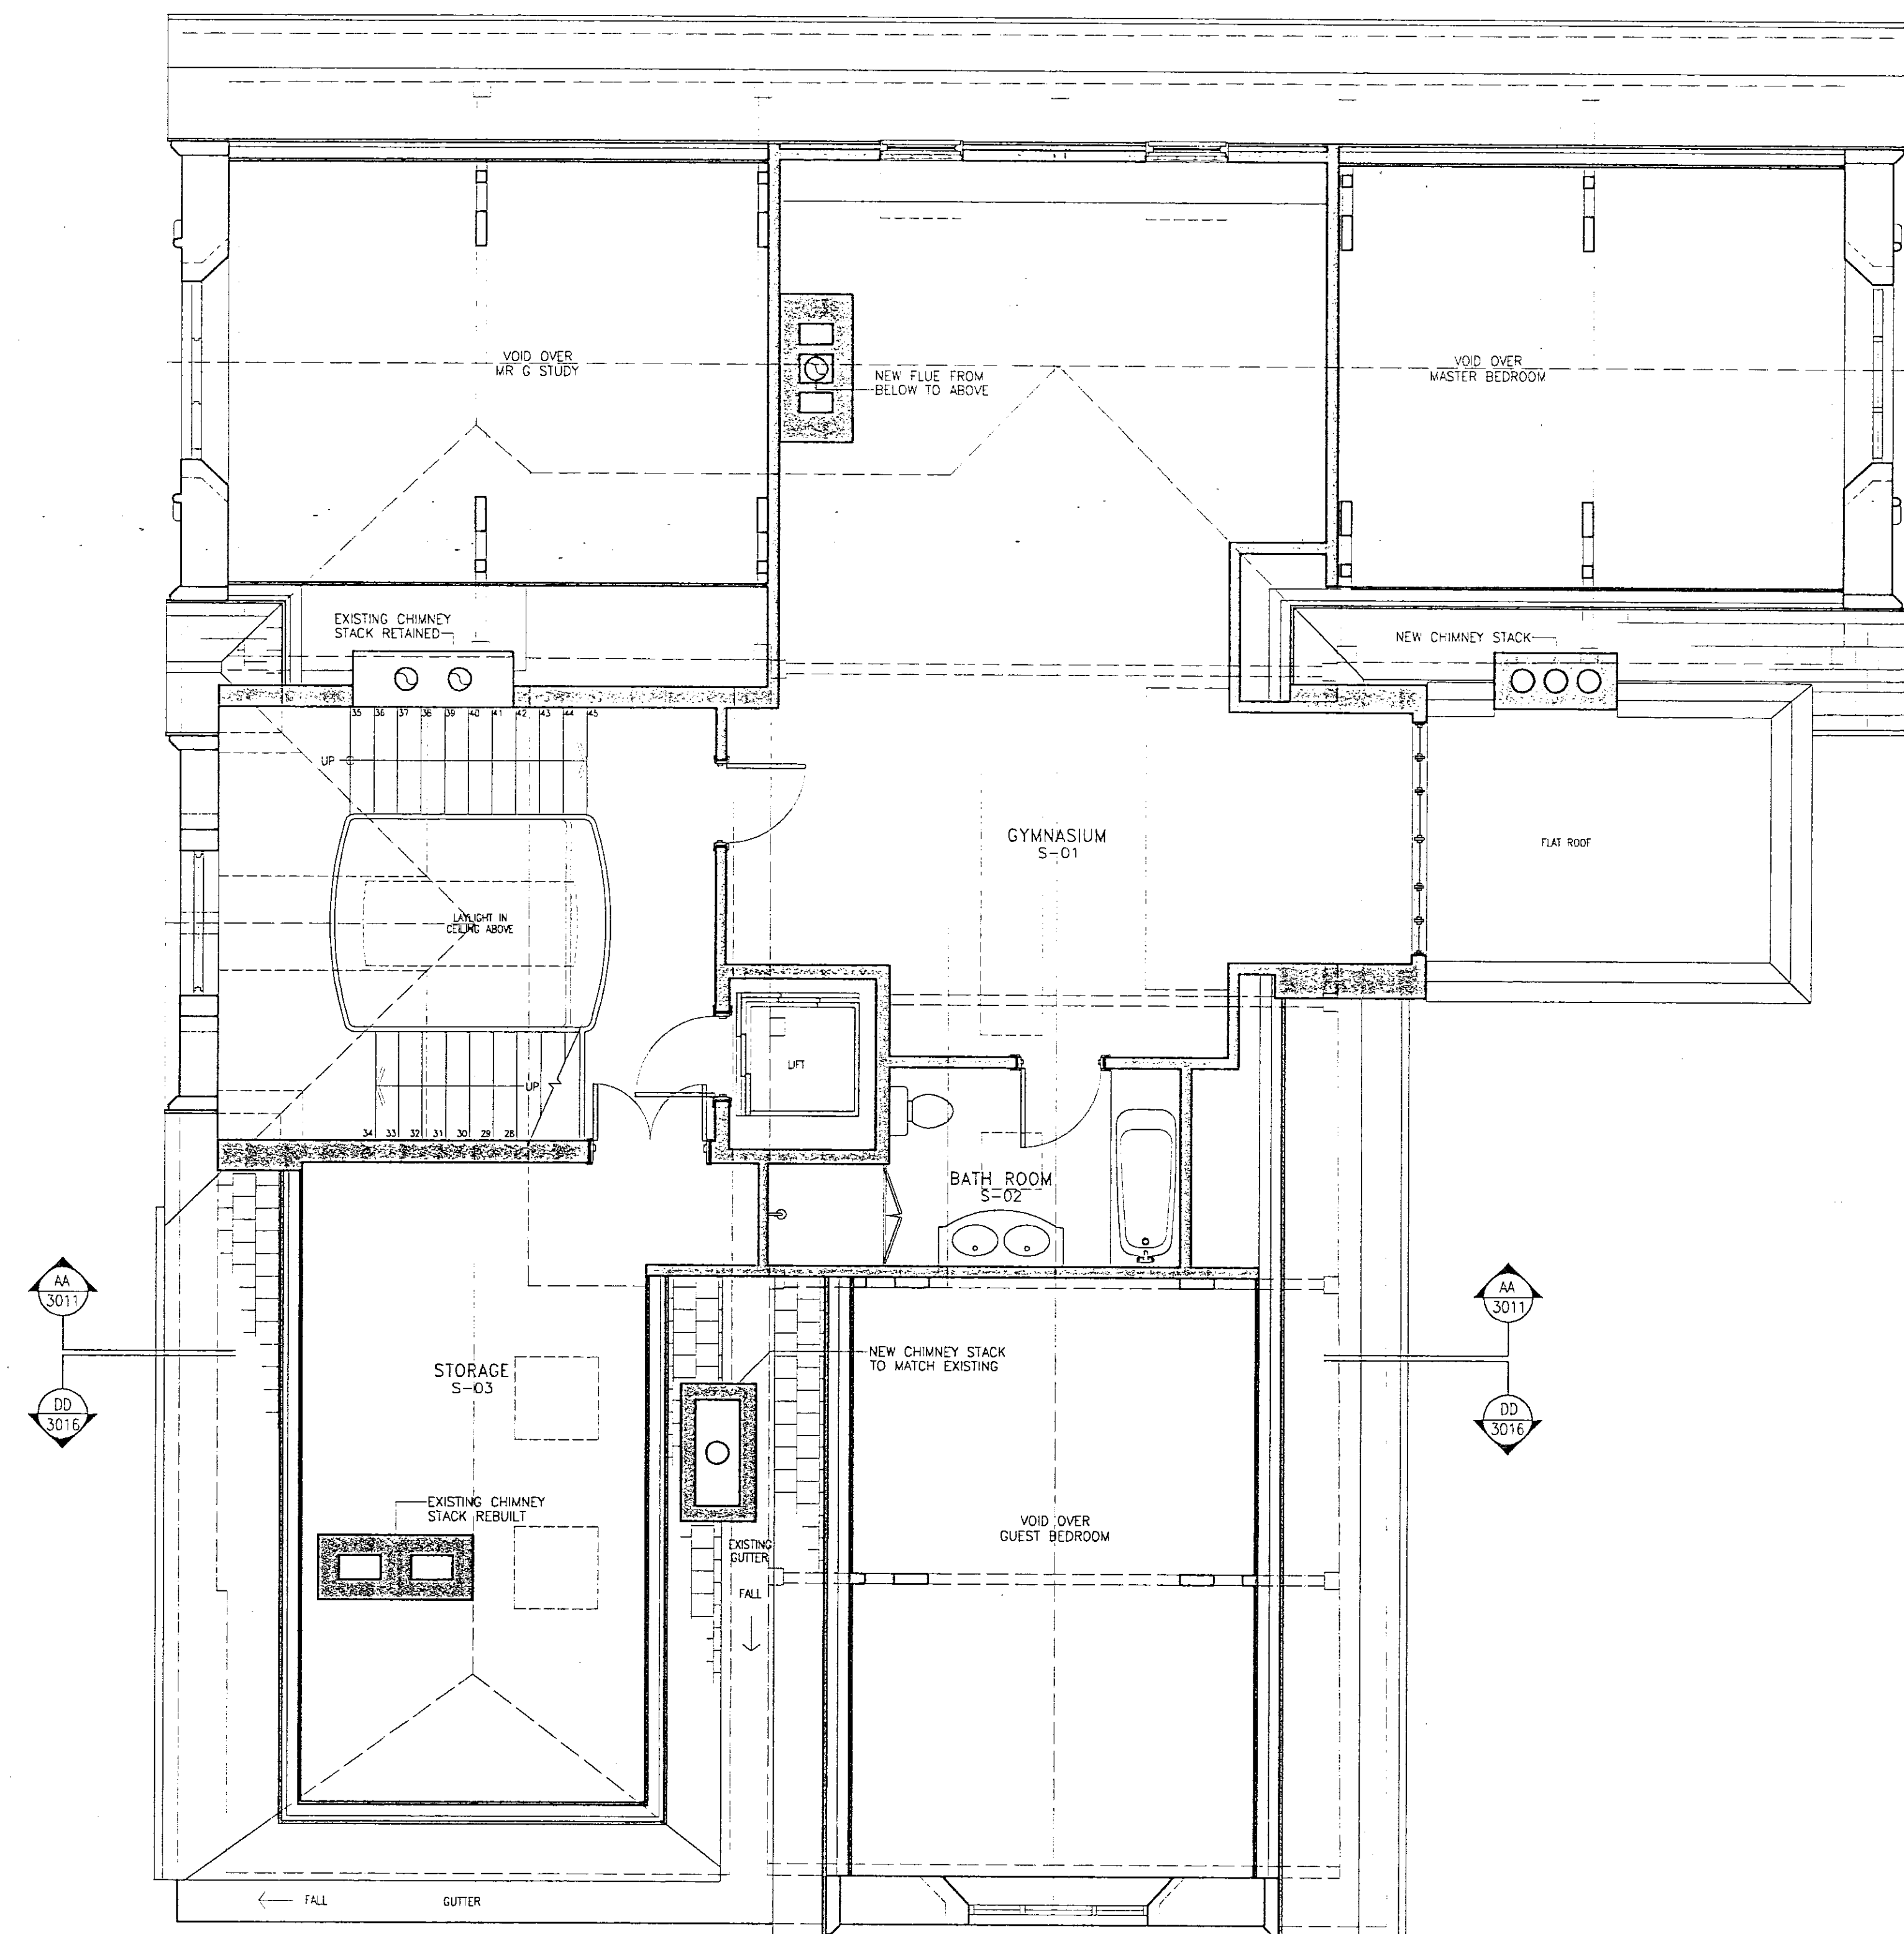 VOID OVER
MR G STUDY
NEW FLUE FROM
BELOW TO ABOVE
VOID OVER
MASTER BEDROOM
EXISTING CHIMNEY
STACK RETAINED
NEW CHIMNEY STACK
35 36 37 38 39 40 41 42 43 44 45
UP
GYMNASIUM
S-01
FLAT ROOF
LAYLIGHT IN
CEILING ABOVE
LIFT
UP
34 33 32 31 30 29 28
BATH ROOM
S-02
AA
3011
DD
3016
AA
3011
DD
3016
STORAGE
S-03
NEW CHIMNEY STACK
TO MATCH EXISTING
EXISTING CHIMNEY
STACK REBUILT
EXISTING
GUTTER
FALL
VOID OVER
GUEST BEDROOM
FALL
GUTTER